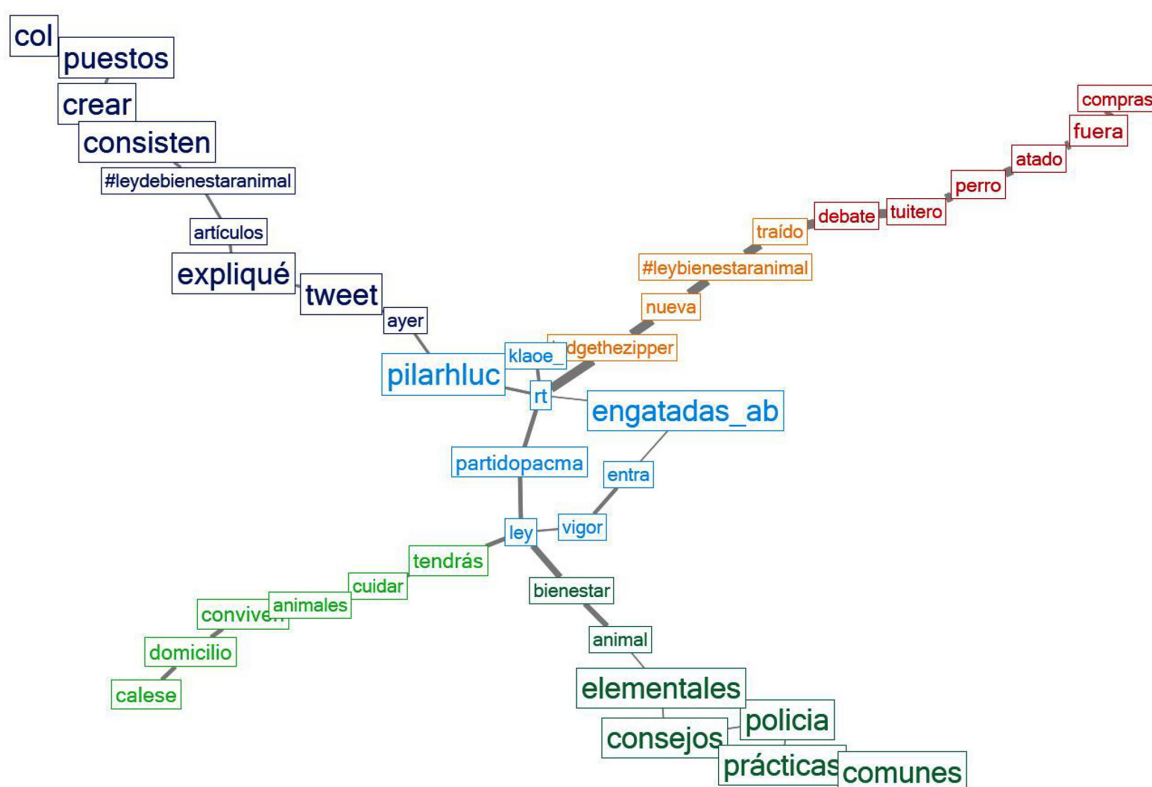 col
puestos
crear
compras
fuera
consisten
atado
#leydebienestaranimal
perro
tuitero
debate
artículos
traído
expliqué
#leybienestaranimal
tweet
nueva
ayer
klaoe_
dgethezipper
pilarhluc
rt
engatadas_ab
partidopacma
entra
ley
vigor
tendrás
cuidar
bienestar
animales
conviven
animal
domicilio
calese
elementales
policia
consejos
prácticas
comunes